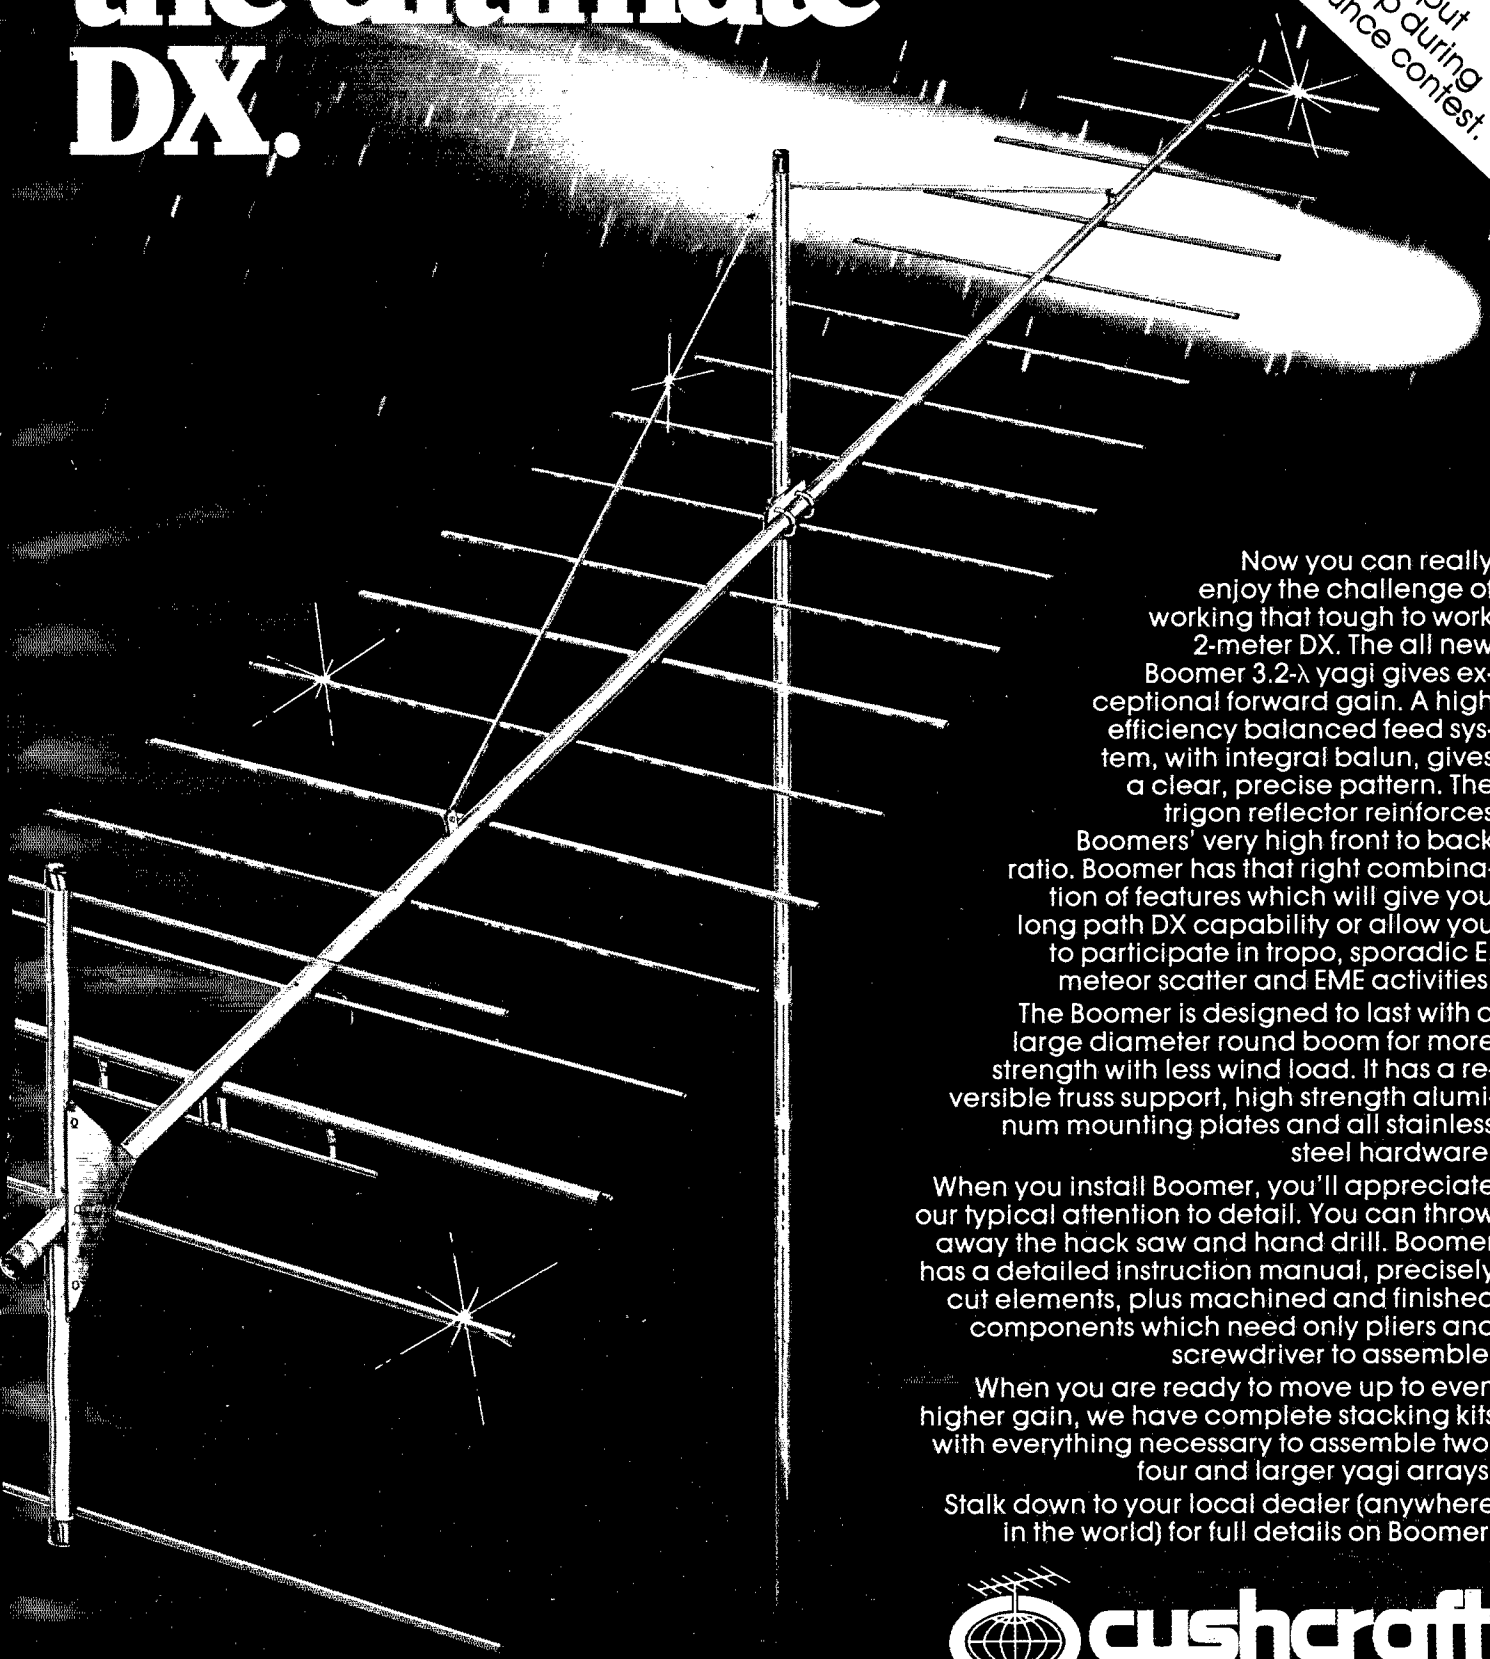 the ultimate
DX.
put
p during
ance contest.
Now you can really
enjoy the challenge of
working that tough to work
2-meter DX. The all new
Boomer 3.2-λ yagi gives ex-
ceptional forward gain. A high
efficiency balanced feed sys-
tem, with integral balun, gives
a clear, precise pattern. The
trigon reflector reinforces
Boomers' very high front to back
ratio. Boomer has that right combina-
tion of features which will give you
long path DX capability or allow you
to participate in tropo, sporadic E,
meteor scatter and EME activities
The Boomer is designed to last with a
large diameter round boom for more
strength with less wind load. It has a re-
versible truss support, high strength alumi-
num mounting plates and all stainless
steel hardware
When you install Boomer, you'll appreciate
our typical attention to detail. You can throw
away the hack saw and hand drill. Boomer
has a detailed instruction manual, precisely
cut elements, plus machined and finished
components which need only pliers and
screwdriver to assemble
When you are ready to move up to even
higher gain, we have complete stacking kits
with everything necessary to assemble two
four and larger yagi arrays
Stalk down to your local dealer (anywhere
in the world) for full details on Boomer
cushcraft